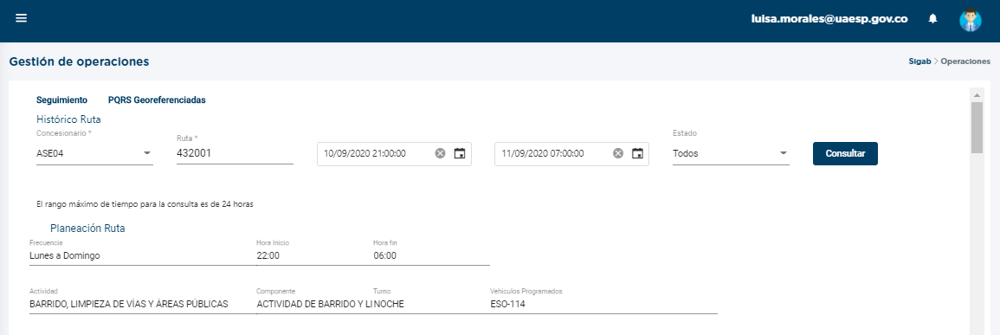 luisa.morales@uaesp.gov.co
Gestión de operaciones
Sigab > Operaciones
Seguimiento PQRS Georeferenciadas
Histórico Ruta
Concesionario * Ruta * Estado
ASE04 432001 10/09/2020 21:00:00 11/09/2020 07:00:00 Todos Consultar
El rango máximo de tiempo para la consulta es de 24 horas
Planeación Ruta
Frecuencia Hora Inicio Hora fin
Lunes a Domingo 22:00 06:00
Actividad Componente Turno Vehiculos Programados
BARRIDO, LIMPIEZA DE VÍAS Y ÁREAS PÚBLICAS ACTIVIDAD DE BARRIDO Y LI NOCHE ESO-114